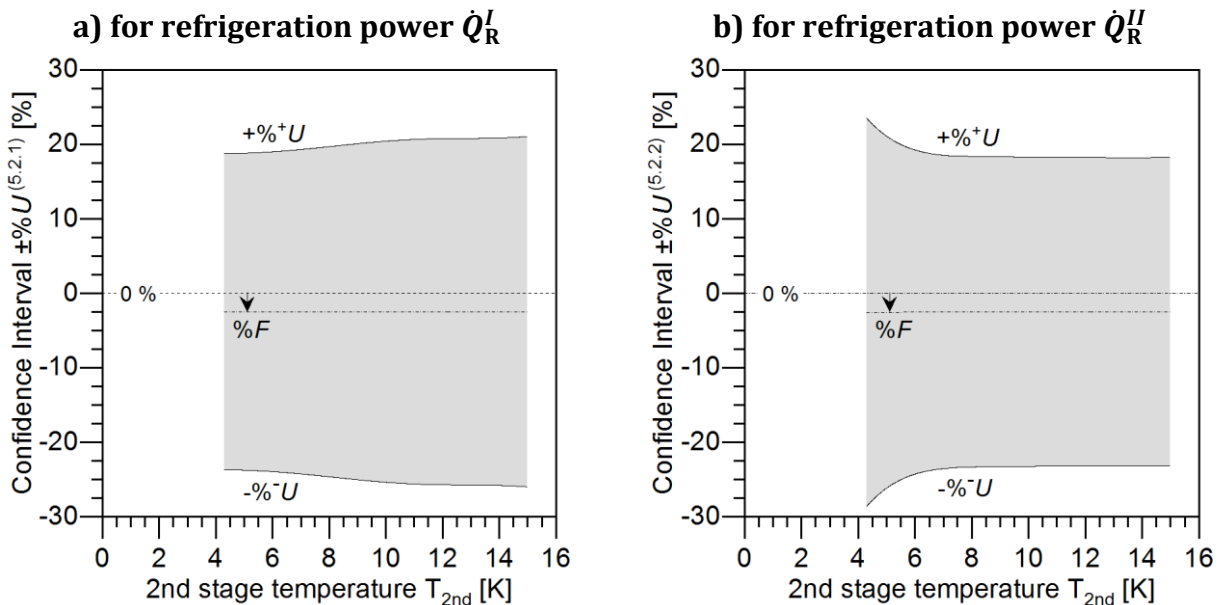 a) for refrigeration power Q̇_R^I
b) for refrigeration power Q̇_R^II
Confidence Interval ±%U^(5.2.1) [%]
30
20
10
0
-10
-20
-30
+%⁺U
0 %
%F
-%⁻U
0 2 4 6 8 10 12 14 16
2nd stage temperature T_2nd [K]
Confidence Interval ±%U^(5.2.2) [%]
30
20
10
0
-10
-20
-30
+%⁺U
0 %
%F
-%⁻U
0 2 4 6 8 10 12 14 16
2nd stage temperature T_2nd [K]